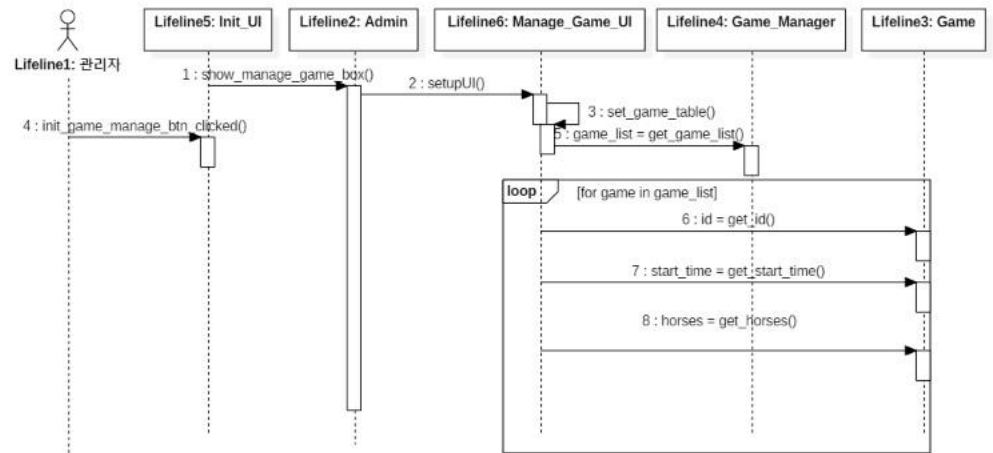 Lifeline5: Init_UI
Lifeline2: Admin
Lifeline6: Manage_Game_UI
Lifeline4: Game_Manager
Lifeline3: Game
Lifeline1: 관리자
1 : show_manage_game_box()
2 : setupUI()
3 : set_game_table()
4 : init_game_manage_btn_clicked()
5 : game_list = get_game_list()
loop
[for game in game_list]
6 : id = get_id()
7 : start_time = get_start_time()
8 : horses = get_horses()